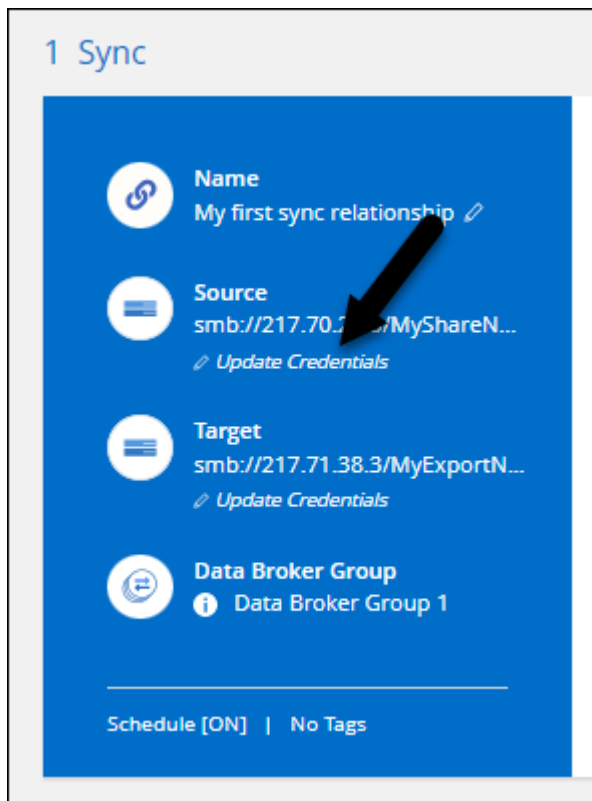 1 Sync
Name
My first sync relationship
Source
smb://217.70.2 /MyShareN...
Update Credentials
Target
smb://217.71.38.3/MyExportN...
Update Credentials
Data Broker Group
Data Broker Group 1
Schedule [ON] | No Tags